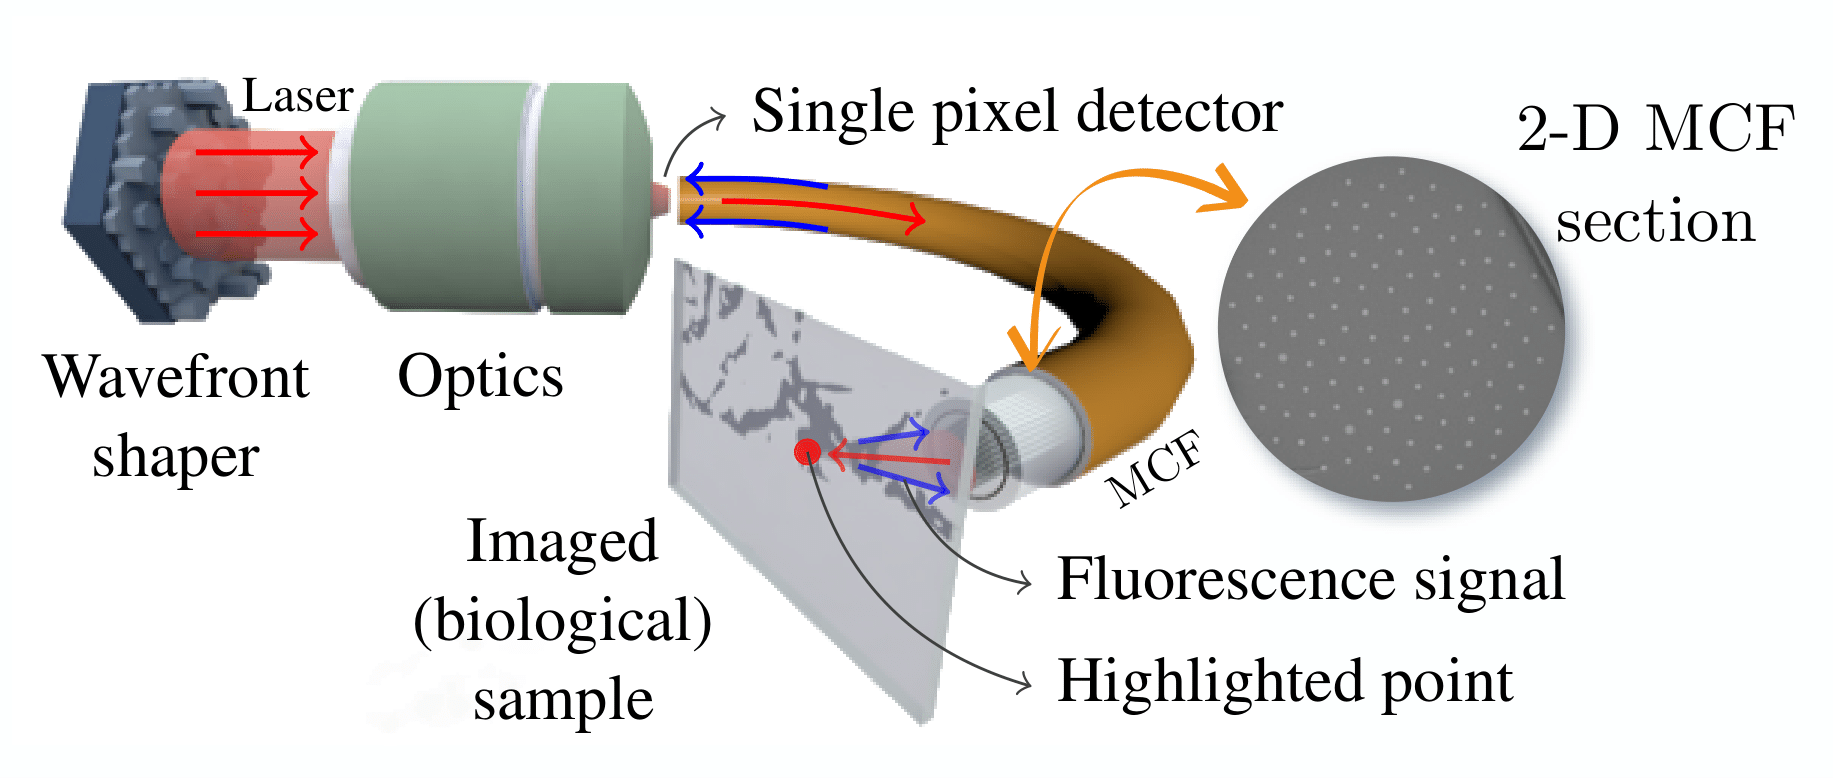 Laser
Single pixel detector
2-D MCF
section
Wavefront
shaper
Optics
MCF
Imaged
(biological)
sample
Fluorescence signal
Highlighted point